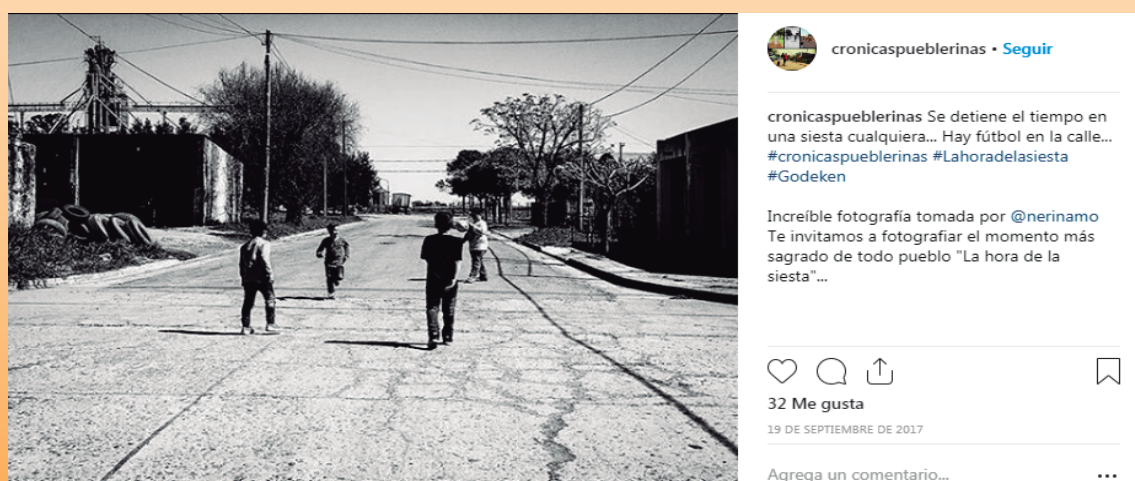 cronicaspueblerinas • Seguir
cronicaspueblerinas Se detiene el tiempo en
una siesta cualquiera... Hay fútbol en la calle...
#cronicaspueblerinas #Lahoradelasiesta
#Godeken
Increíble fotografía tomada por @nerinamo
Te invitamos a fotografiar el momento más
sagrado de todo pueblo "La hora de la
siesta"...
32 Me gusta
19 DE SEPTIEMBRE DE 2017
Agrega un comentario...